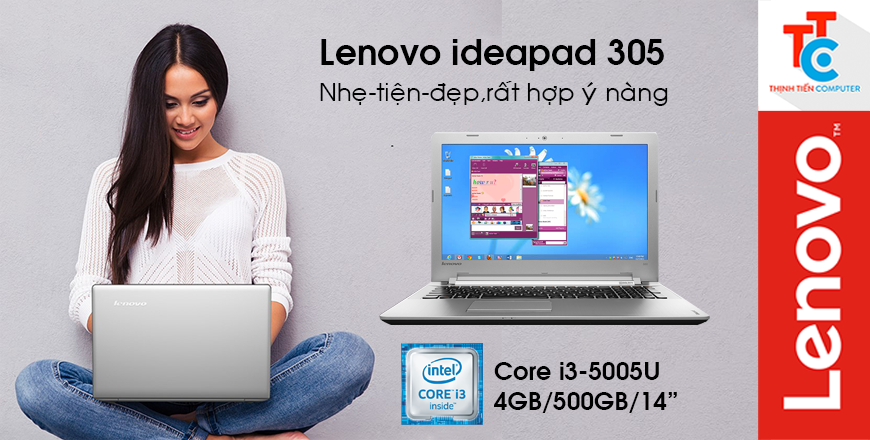 Lenovo ideapad 305
Nhẹ-tiện-đẹp,rất hợp ý nàng
TTC
THỊNH TIẾN COMPUTER
Lenovo™
lenovo
intel
CORE i3
inside™
Core i3-5005U
4GB/500GB/14”